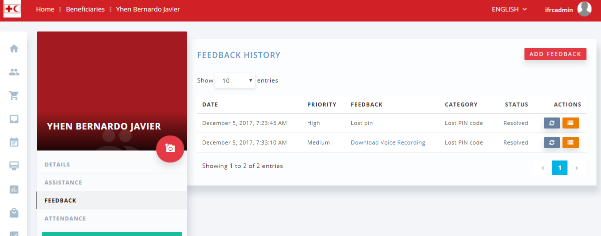 Home | Beneficiaries | Yhen Bernardo Javier
ENGLISH
ifrcadmin
YHEN BERNARDO JAVIER
DETAILS
ASSISTANCE
FEEDBACK
ATTENDANCE
FEEDBACK HISTORY
ADD FEEDBACK
Show 10 entries
DATE PRIORITY FEEDBACK CATEGORY STATUS ACTIONS
December 5, 2017, 7:23:45 AM High Lost pin Lost PIN code Resolved
December 5, 2017, 7:33:10 AM Medium Download Voice Recording Lost PIN code Resolved
Showing 1 to 2 of 2 entries
‹ 1 ›